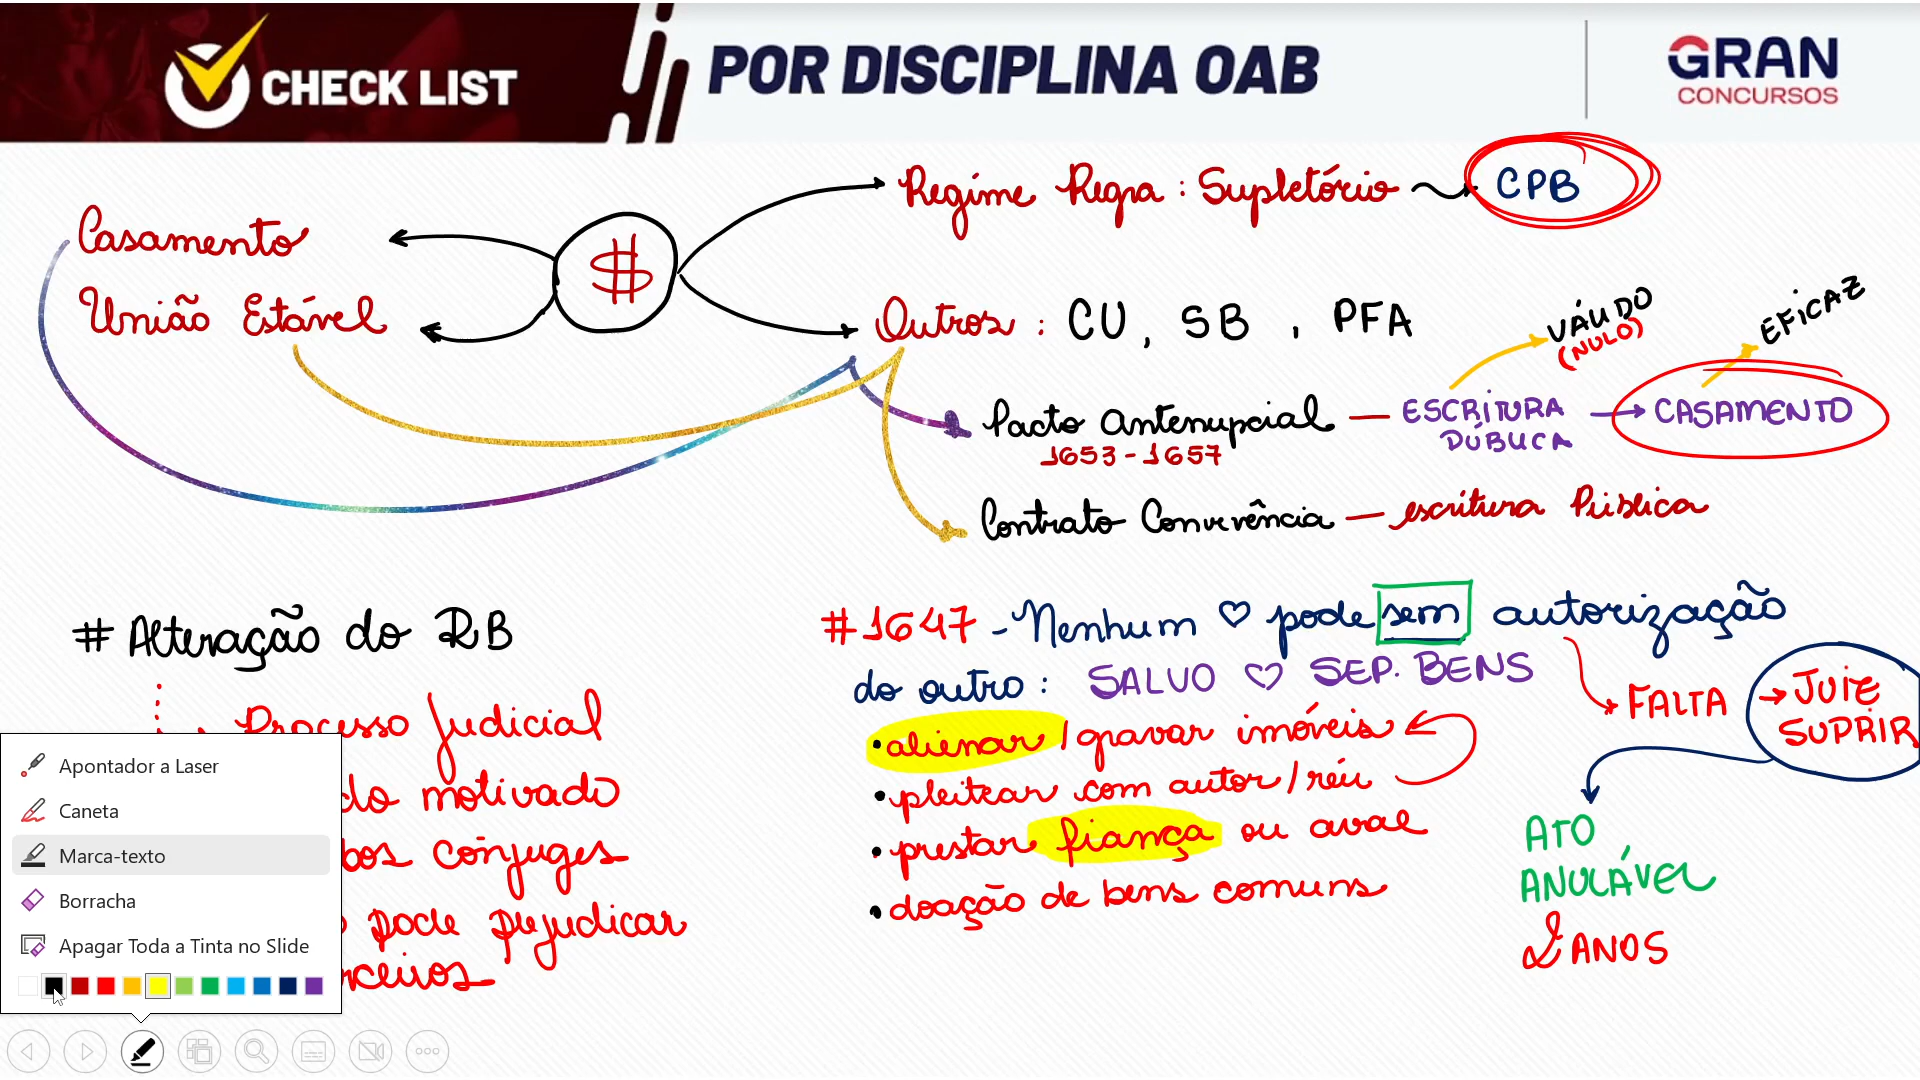 CHECK LIST
POR DISCIPLINA OAB
GRAN
CONCURSOS
Regime Regra : Supletório
CPB
Casamento
União Estável
$
Outros : CU, SB, PFA
VÁLIDO
(NULO)
EFICAZ
Pacto Antenupcial — ESCRITURA PÚBLICA → CASAMENTO
1653-1657
Contrato Convivência — escritura Pública
# Alteração do RB
Processo Judicial
do motivado
bos cônjuges
pode prejudicar
rceiros
#1647 - Nenhum ♡ pode sem autorização
do outro : SALVO ♡ SEP. BENS
• alienar / gravar imóveis
• pleitear com autor / réu
• prestar fiança ou aval
• doação de bens comuns
FALTA
→ JUIZ
SUPRIR
ATO
ANULÁVEL
2 ANOS
Apontador a Laser
Caneta
Marca-texto
Borracha
Apagar Toda a Tinta no Slide